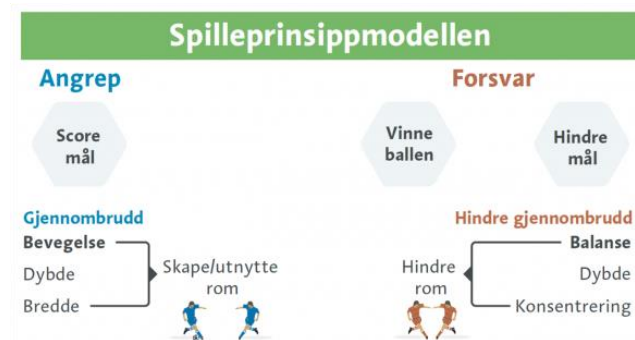 Spilleprinsippmodellen
Angrep
Forsvar
Score
mål
Vinne
ballen
Hindre
mål
Gjennombrudd
Bevegelse
Dybde
Bredde
Skape/utnytte
rom
Hindre gjennombrudd
Balanse
Dybde
Konsentrering
Hindre
rom